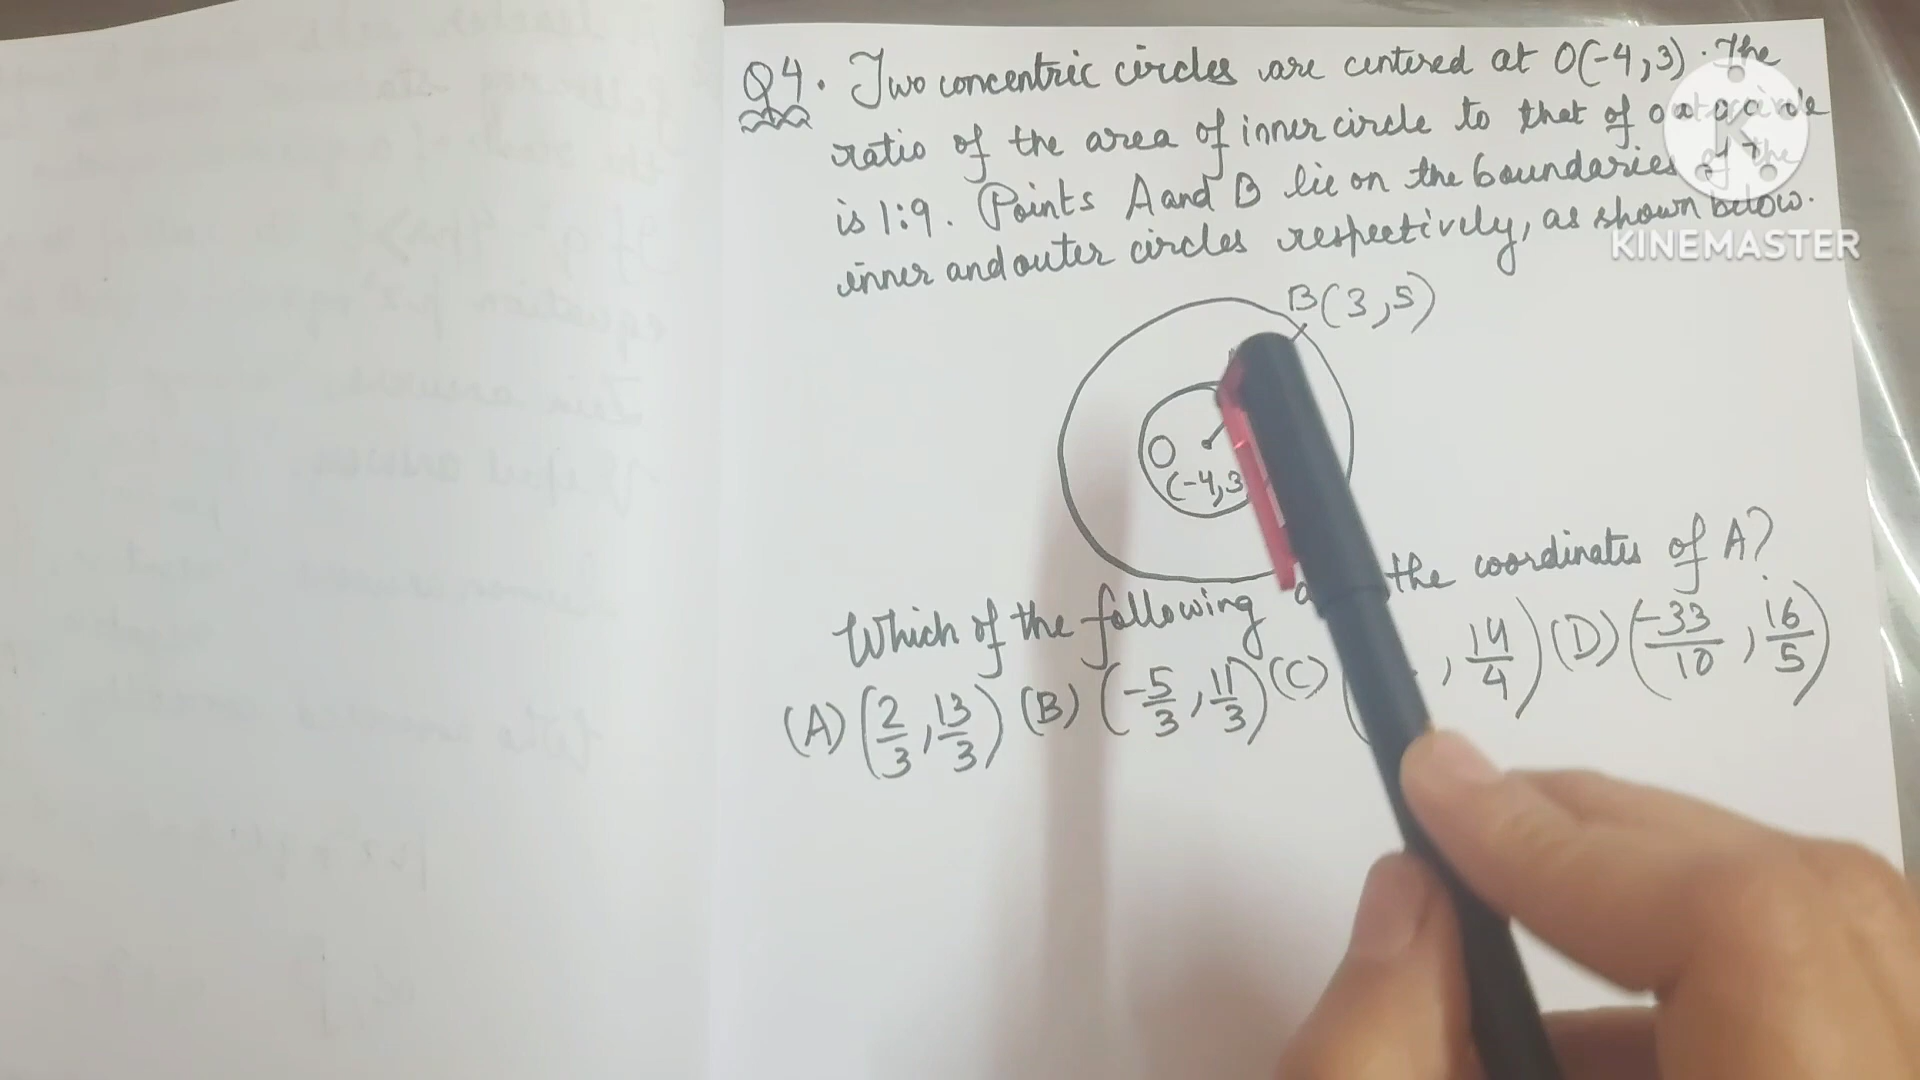 Q4. Two concentric circles are centered at O(-4,3). The
ratio of the area of inner circle to that of
is 1:9. Points A and B lie on the boundaries of the
inner and outer circles respectively, as shown below.
K
KINEMASTER
B(3,5)
O
(-4,3
Which of the following the coordinates of A?
(A) (2/3, 13/3) (B) (-5/3, 11/3) (C) ( , 14/4) (D) (-33/10, 16/5)